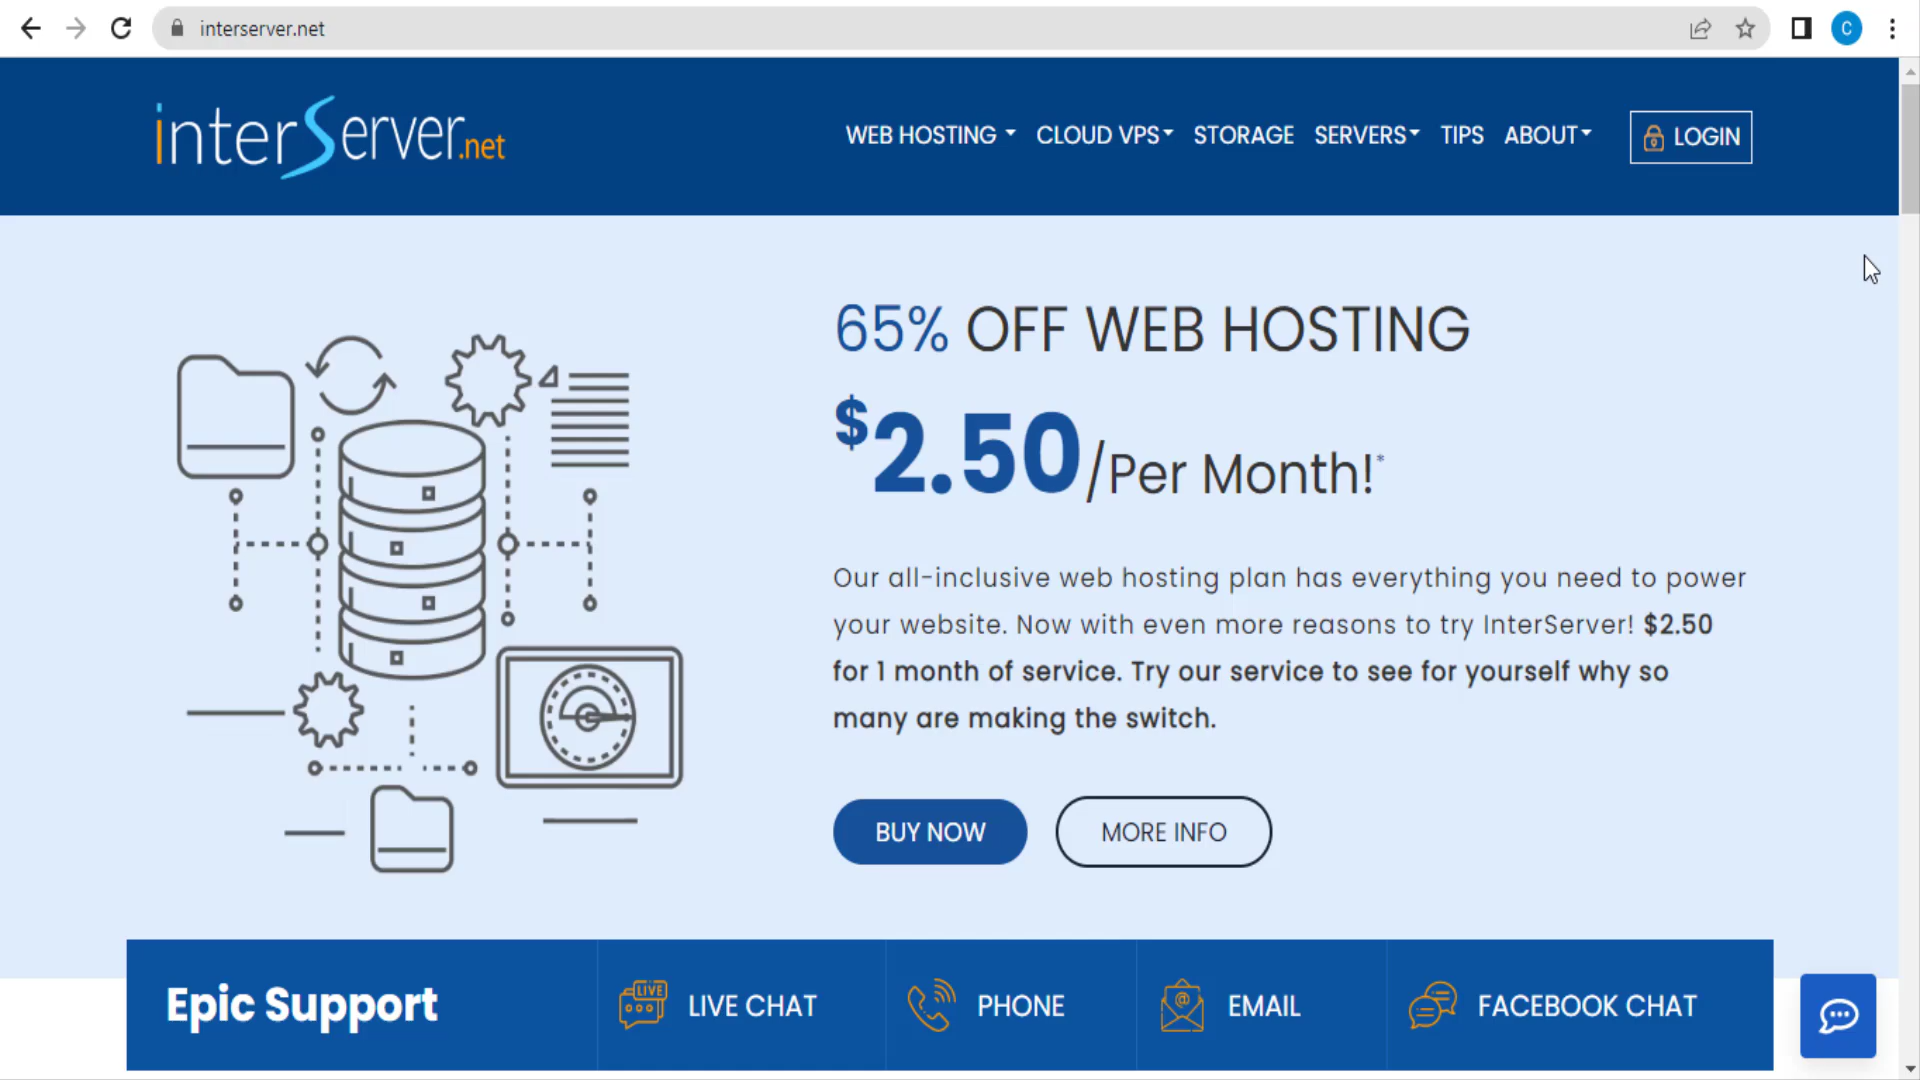 interserver.net
C
interServer.net
WEB HOSTING
CLOUD VPS
STORAGE
SERVERS
TIPS
ABOUT
LOGIN
65% OFF WEB HOSTING
$2.50/Per Month!*
Our all-inclusive web hosting plan has everything you need to power
your website. Now with even more reasons to try InterServer! $2.50
for 1 month of service. Try our service to see for yourself why so
many are making the switch.
BUY NOW
MORE INFO
Epic Support
LIVE
LIVE CHAT
PHONE
@
EMAIL
FACEBOOK CHAT